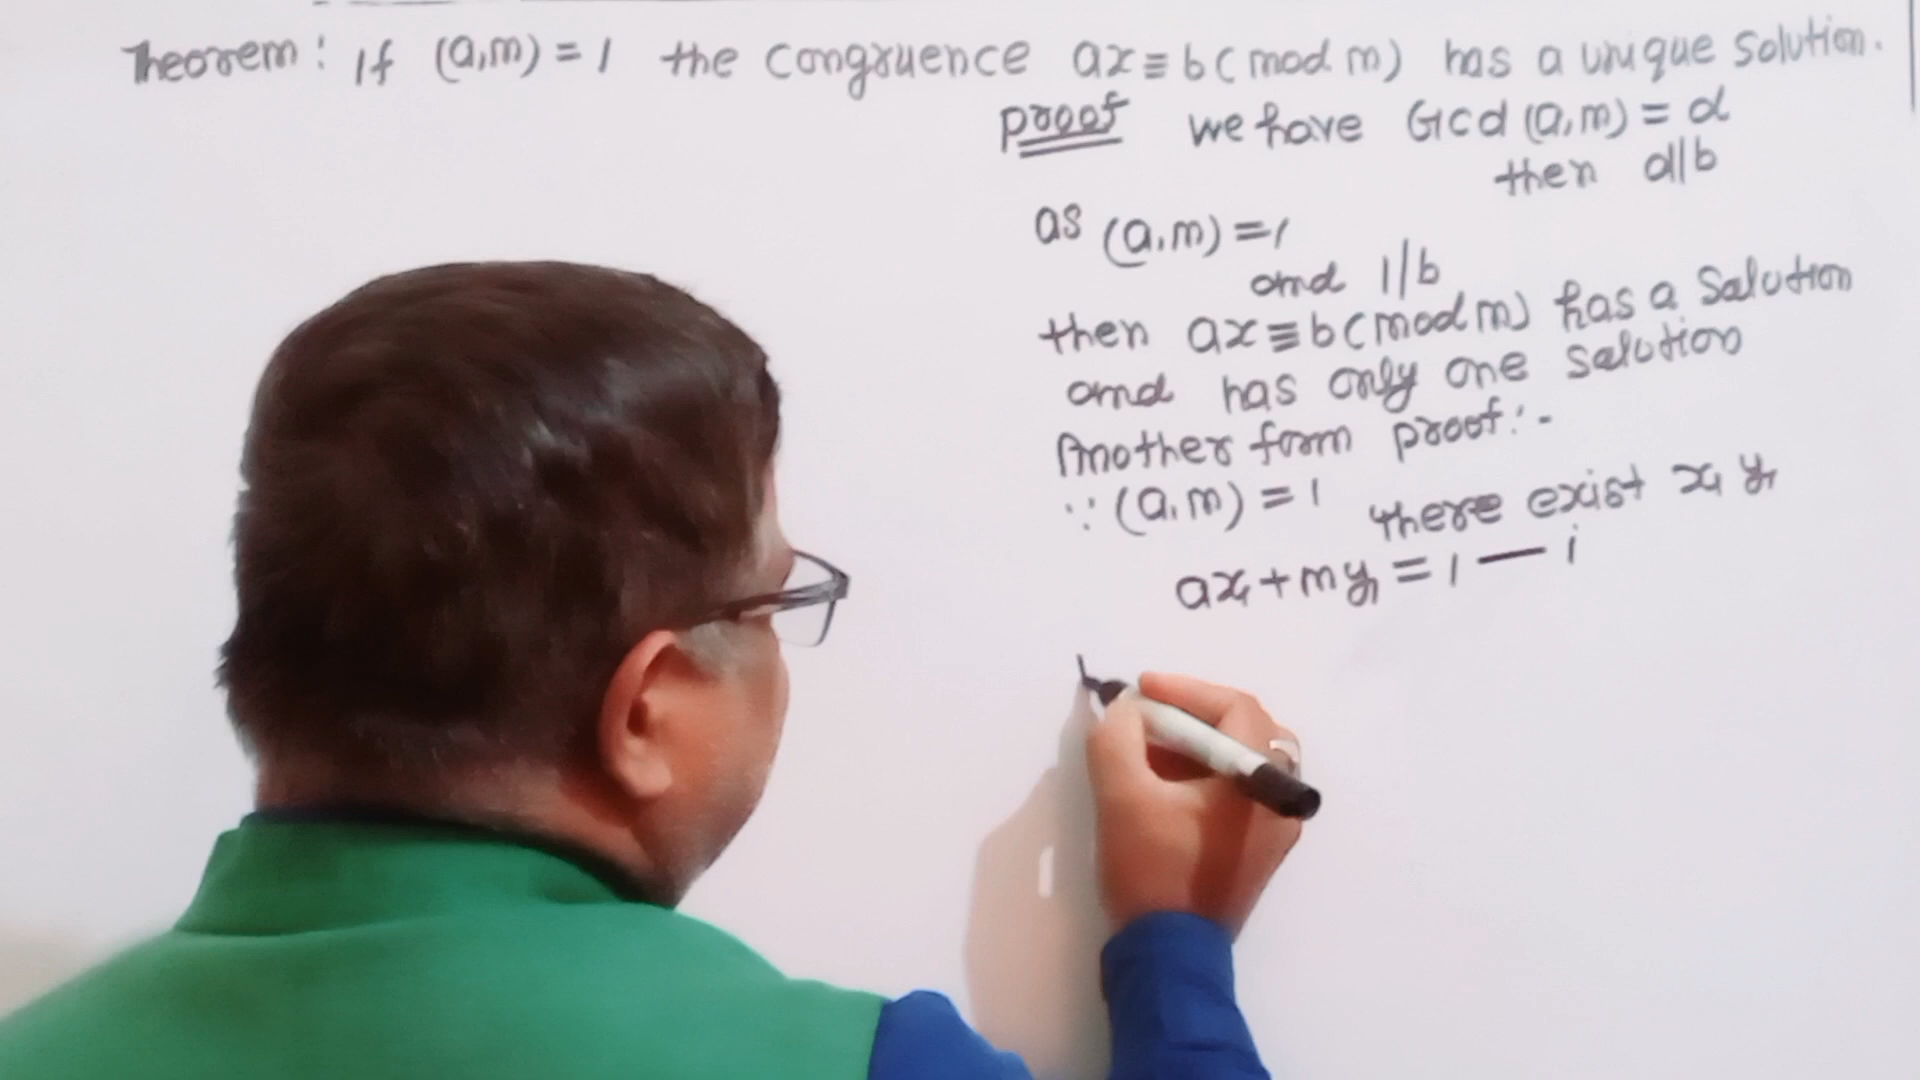 Theorem: If (a,m) = 1 the congruence ax ≡ b (mod m) has a unique solution.
Proof we have Gcd (a,m) = d
then d|b
as (a,m) = 1
and 1/b
then ax ≡ b (mod m) has a Solution
and has only one solution
Another form proof:-
∵ (a,m) = 1 there exist x₁ y₁
ax₁ + my₁ = 1 — i